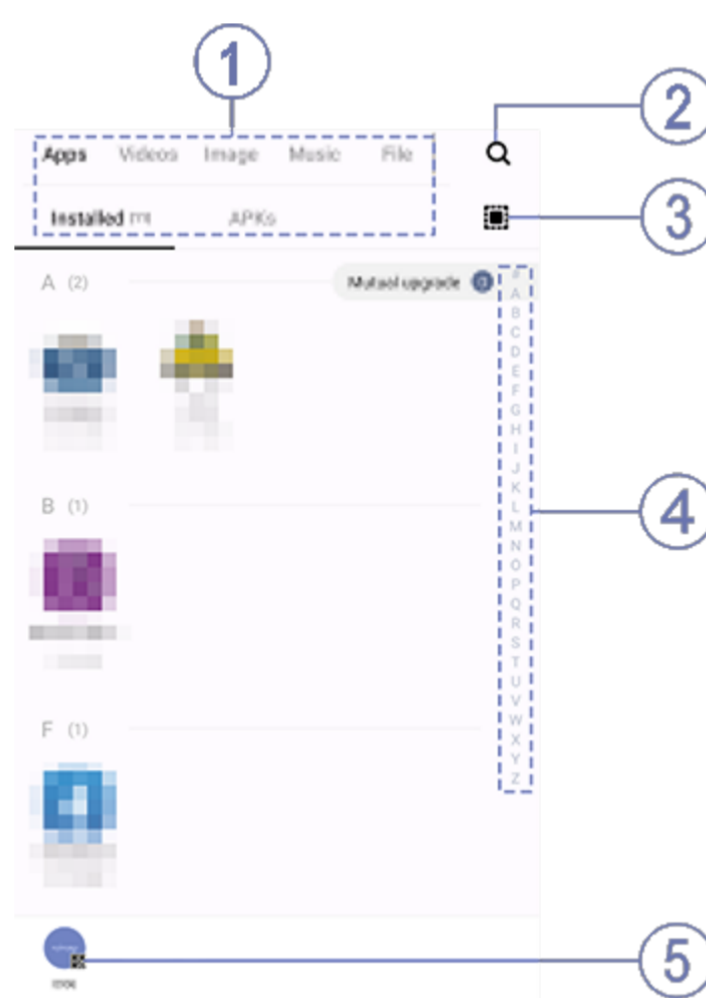 1
2
Apps Videos Image Music File
3
Installed APKs
A (2)
Mutual upgrade
#
A
B
C
D
E
F
G
H
I
J
K
L
M
N
O
P
Q
R
S
T
U
V
W
X
Y
Z
4
B (1)
F (1)
5